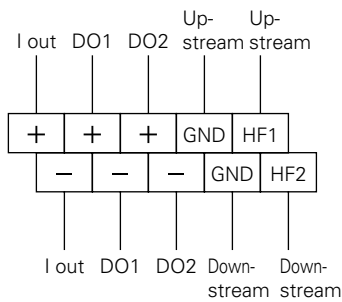 Up- Up-
I out DO1 DO2 stream stream
+ + + GND HF1
− − − GND HF2
I out DO1 DO2 Down- Down-
stream stream